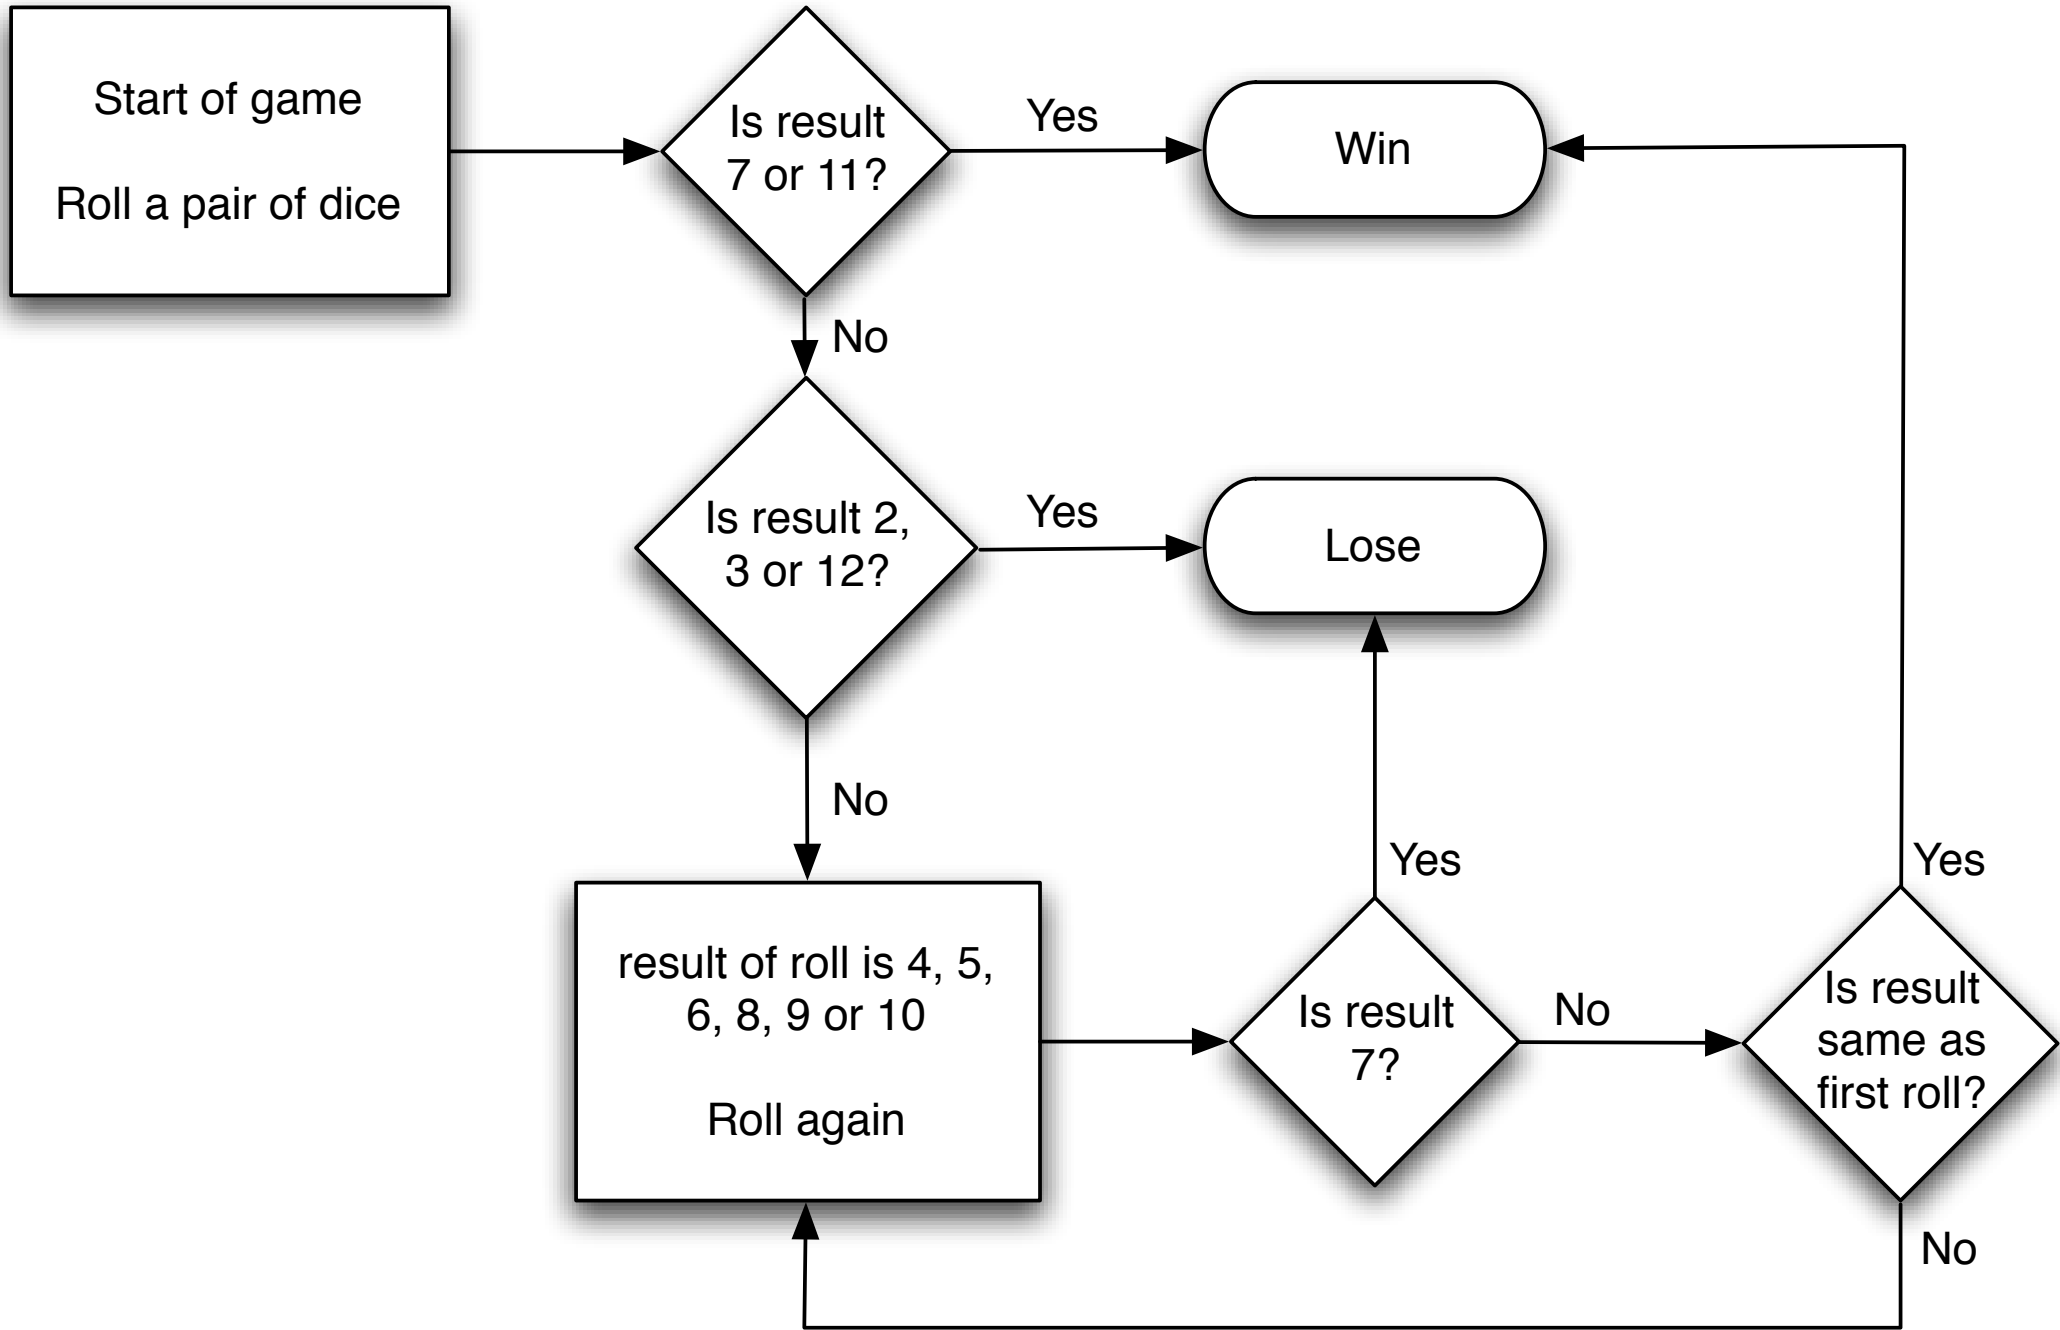 Start of game
Roll a pair of dice
Is result
7 or 11?
Yes
Win
No
Is result 2,
3 or 12?
Yes
Lose
No
result of roll is 4, 5,
6, 8, 9 or 10
Roll again
Is result
7?
Yes
No
Is result
same as
first roll?
Yes
No